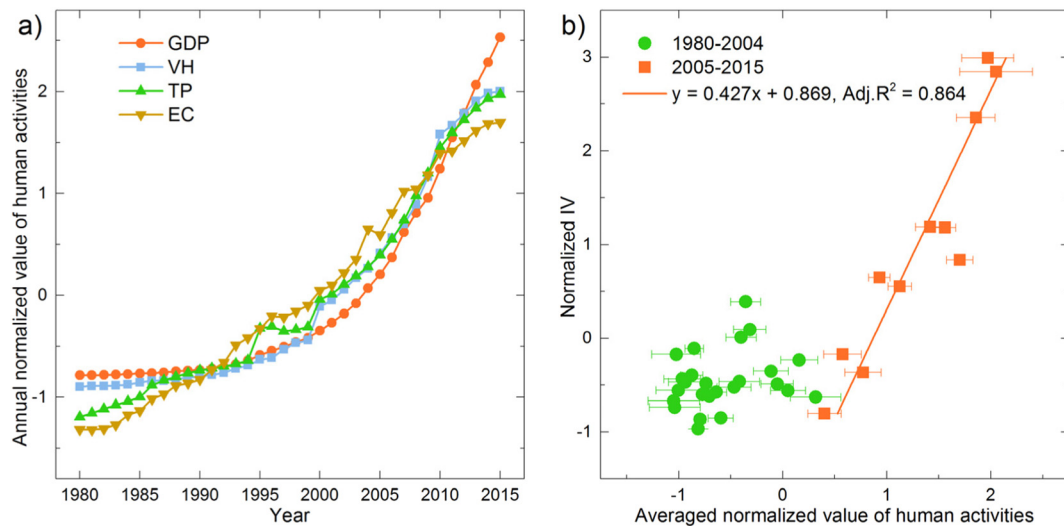 a)
GDP
VH
TP
EC
Annual normalized value of human activities
2
1
0
-1
1980 1985 1990 1995 2000 2005 2010 2015
Year
b)
1980-2004
2005-2015
y = 0.427x + 0.869, Adj.R² = 0.864
Normalized IV
3
2
1
0
-1
-1 0 1 2
Averaged normalized value of human activities